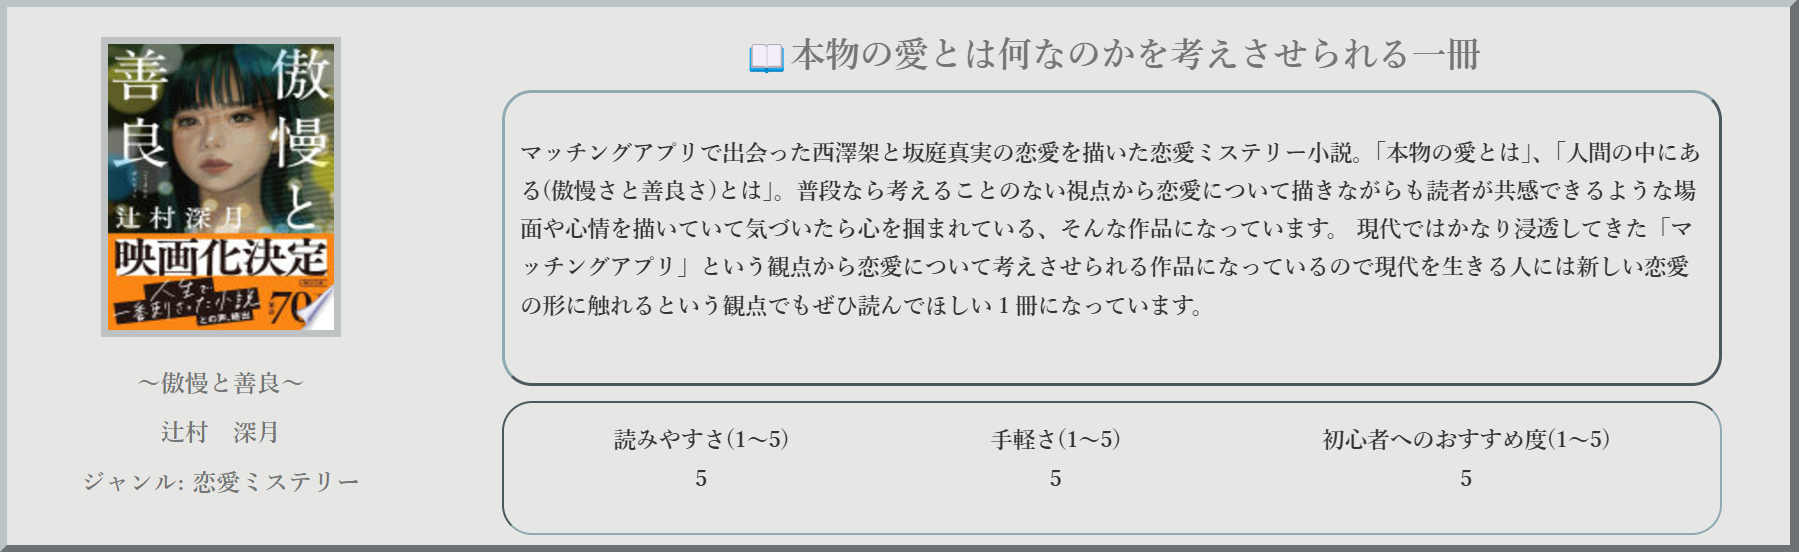 傲慢と
善良
辻村深月
映画化決定
人生で
一番刺さった小説
との声、続出
70
〜傲慢と善良〜
辻村　深月
ジャンル: 恋愛ミステリー
📖本物の愛とは何なのかを考えさせられる一冊
マッチングアプリで出会った西澤架と坂庭真実の恋愛を描いた恋愛ミステリー小説。「本物の愛とは」、「人間の中にあ
る(傲慢さと善良さ)とは」。普段なら考えることのない視点から恋愛について描きながらも読者が共感できるような場
面や心情を描いていて気づいたら心を掴まれている、そんな作品になっています。 現代ではかなり浸透してきた「マ
ッチングアプリ」という観点から恋愛について考えさせられる作品になっているので現代を生きる人には新しい恋愛
の形に触れるという観点でもぜひ読んでほしい１冊になっています。
読みやすさ(1〜5)
5
手軽さ(1〜5)
5
初心者へのおすすめ度(1〜5)
5